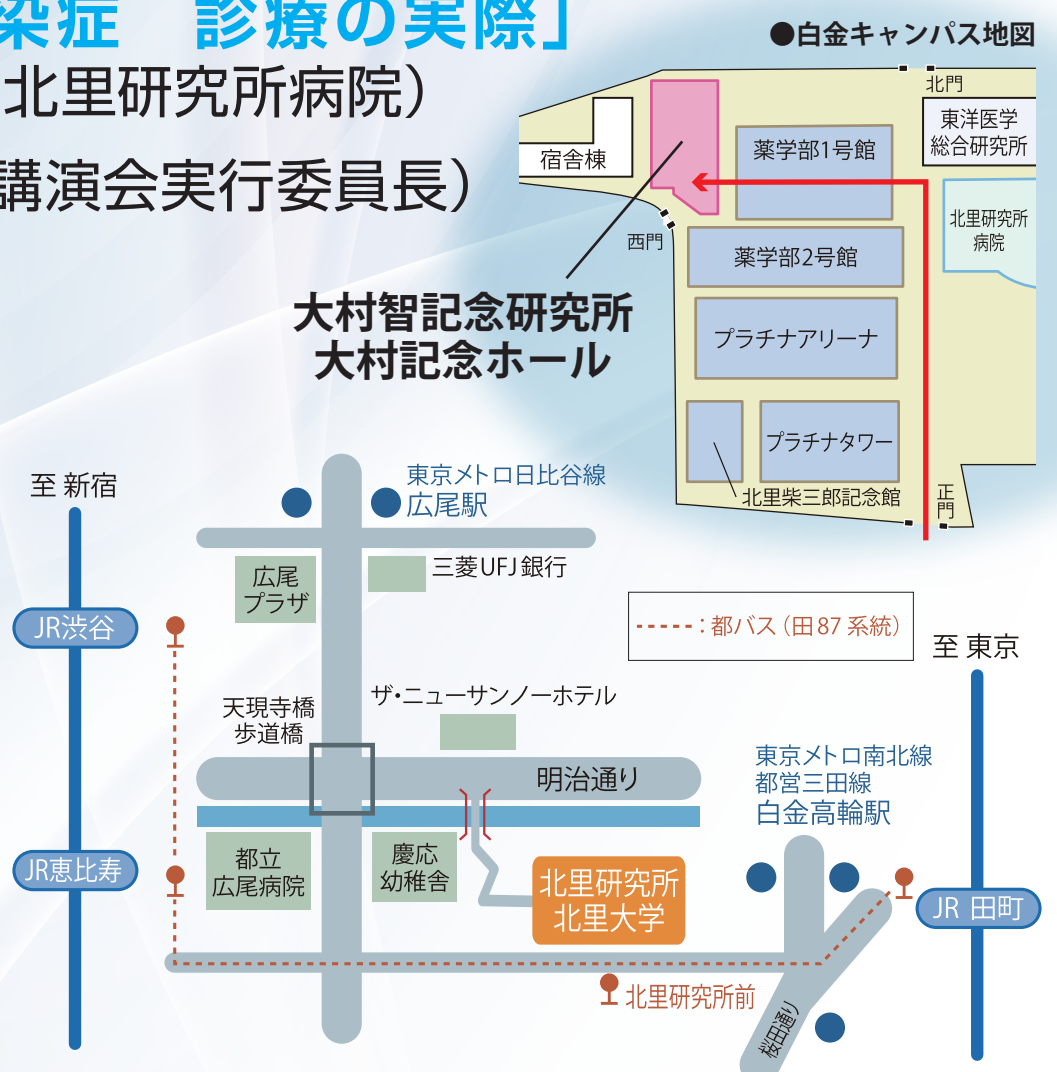 染症　診療の実際］
北里研究所病院）
講演会実行委員長）
●白金キャンパス地図
北門
東洋医学
総合研究所
宿舎棟
薬学部1号館
北里研究所
病院
西門
薬学部2号館
大村智記念研究所
大村記念ホール
プラチナアリーナ
プラチナタワー
北里柴三郎記念館
正門
至 新宿
東京メトロ日比谷線
広尾駅
広尾
プラザ
三菱UFJ銀行
JR渋谷
：都バス（田87 系統）
至 東京
天現寺橋
歩道橋
ザ・ニューサンノーホテル
明治通り
東京メトロ南北線
都営三田線
白金高輪駅
JR恵比寿
都立
広尾病院
慶応
幼稚舎
北里研究所
北里大学
JR 田町
北里研究所前
桜田通り